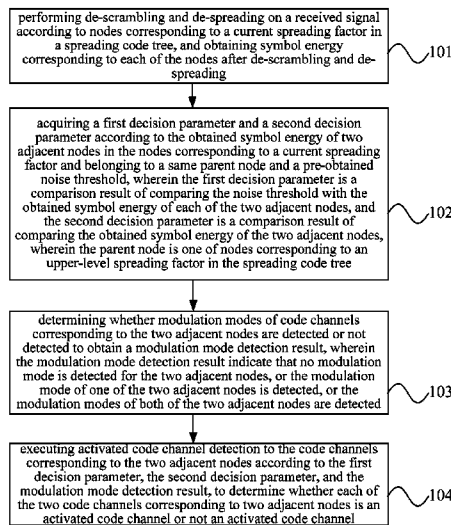 performing de-scrambling and de-spreading on a received signal
according to nodes corresponding to a current spreading factor in
a spreading code tree, and obtaining symbol energy
corresponding to each of the nodes after de-scrambling and de-
spreading
101
acquiring a first decision parameter and a second decision
parameter according to the obtained symbol energy of two
adjacent nodes in the nodes corresponding to a current spreading
factor and belonging to a same parent node and a pre-obtained
noise threshold, wherein the first decision parameter is a
comparison result of comparing the noise threshold with the
obtained symbol energy of each of the two adjacent nodes, and
the second decision parameter is a comparison result of
comparing the obtained symbol energy of the two adjacent nodes,
wherein the parent node is one of nodes corresponding to an
upper-level spreading factor in the spreading code tree
102
determining whether modulation modes of code channels
corresponding to the two adjacent nodes are detected or not
detected to obtain a modulation mode detection result, wherein
the modulation mode detection result indicate that no
modulation mode is detected for the two adjacent nodes, or the
modulation mode of one of the two adjacent nodes is detected, or
the modulation modes of both of the two adjacent nodes are detected
103
executing activated code channel detection to the code channels
corresponding to the two adjacent nodes according to the first
decision parameter, the second decision parameter, and the
modulation mode detection result, to determine whether each of
the two code channels corresponding to two adjacent nodes is an
activated code channel or not an activated code channel
104